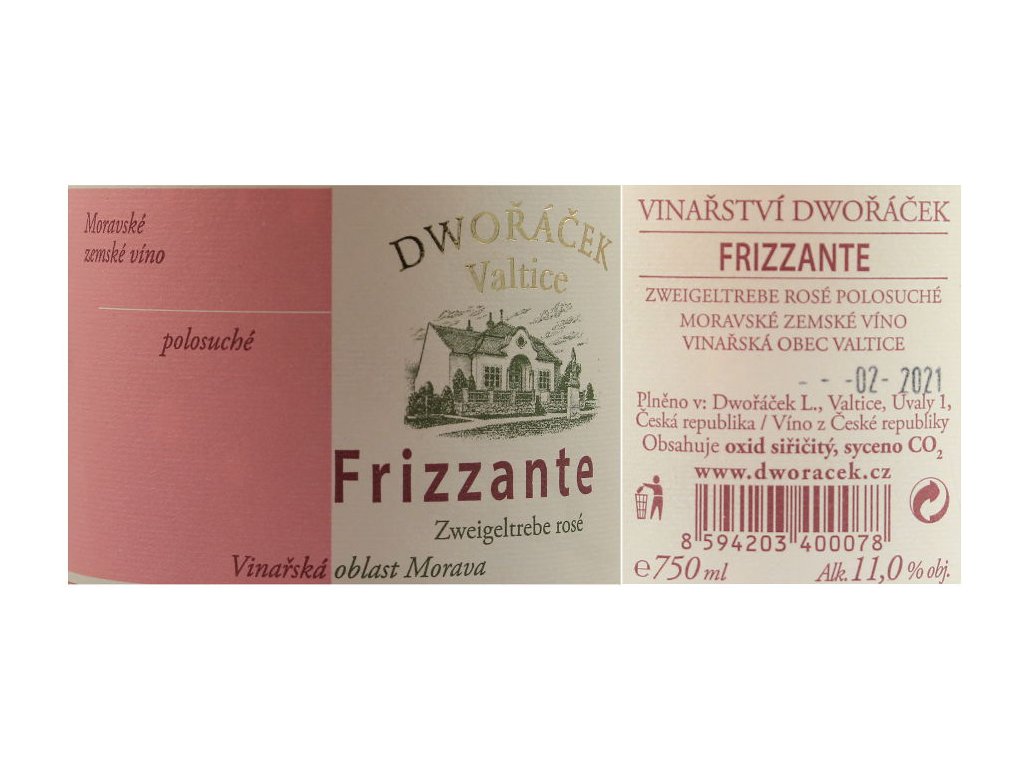 Moravské
zemské víno
polosuché
DWOŘÁČEK
Valtice
Frizzante
Zweigeltrebe rosé
Vinařská oblast Morava
VINAŘSTVÍ DWOŘÁČEK
FRIZZANTE
ZWEIGELTREBE ROSÉ POLOSUCHÉ
MORAVSKÉ ZEMSKÉ VÍNO
VINAŘSKÁ OBEC VALTICE
- - -02- 2021
Plněno v: Dwořáček L., Valtice, Úvaly 1,
Česká republika / Víno z České republiky
Obsahuje oxid siřičitý, syceno CO₂
www.dworacek.cz
8 594203 400078
e 750 ml
Alk. 11,0 % obj.